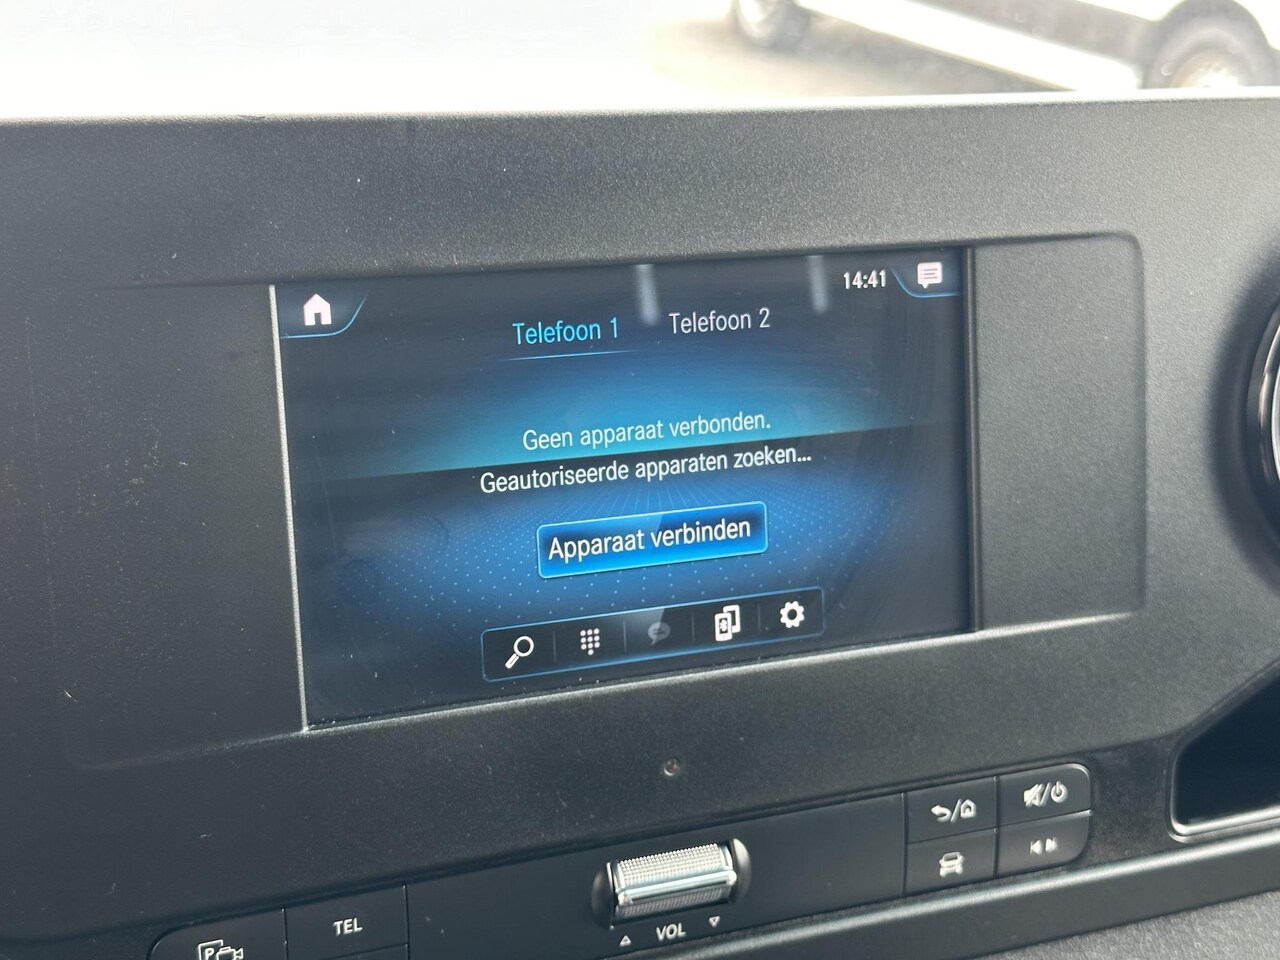 14:41
Telefoon 1 Telefoon 2
Geen apparaat verbonden.
Geautoriseerde apparaten zoeken...
Apparaat verbinden
TEL
VOL
P